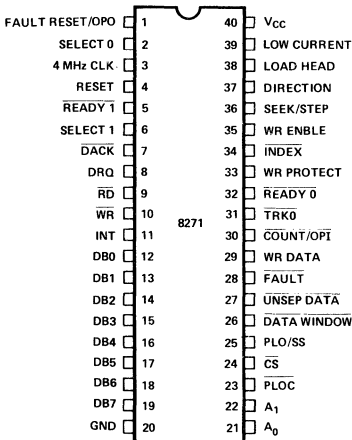 FAULT RESET/OPO 1 40 VCC
SELECT 0 2 39 LOW CURRENT
4 MHz CLK 3 38 LOAD HEAD
RESET 4 37 DIRECTION
READY 1 5 36 SEEK/STEP
SELECT 1 6 35 WR ENBLE
DACK 7 34 INDEX
DRQ 8 33 WR PROTECT
RD 9 32 READY 0
WR 10 31 TRK0
8271
INT 11 30 COUNT/OPI
DB0 12 29 WR DATA
DB1 13 28 FAULT
DB2 14 27 UNSEP DATA
DB3 15 26 DATA WINDOW
DB4 16 25 PLO/SS
DB5 17 24 CS
DB6 18 23 PLOC
DB7 19 22 A1
GND 20 21 A0